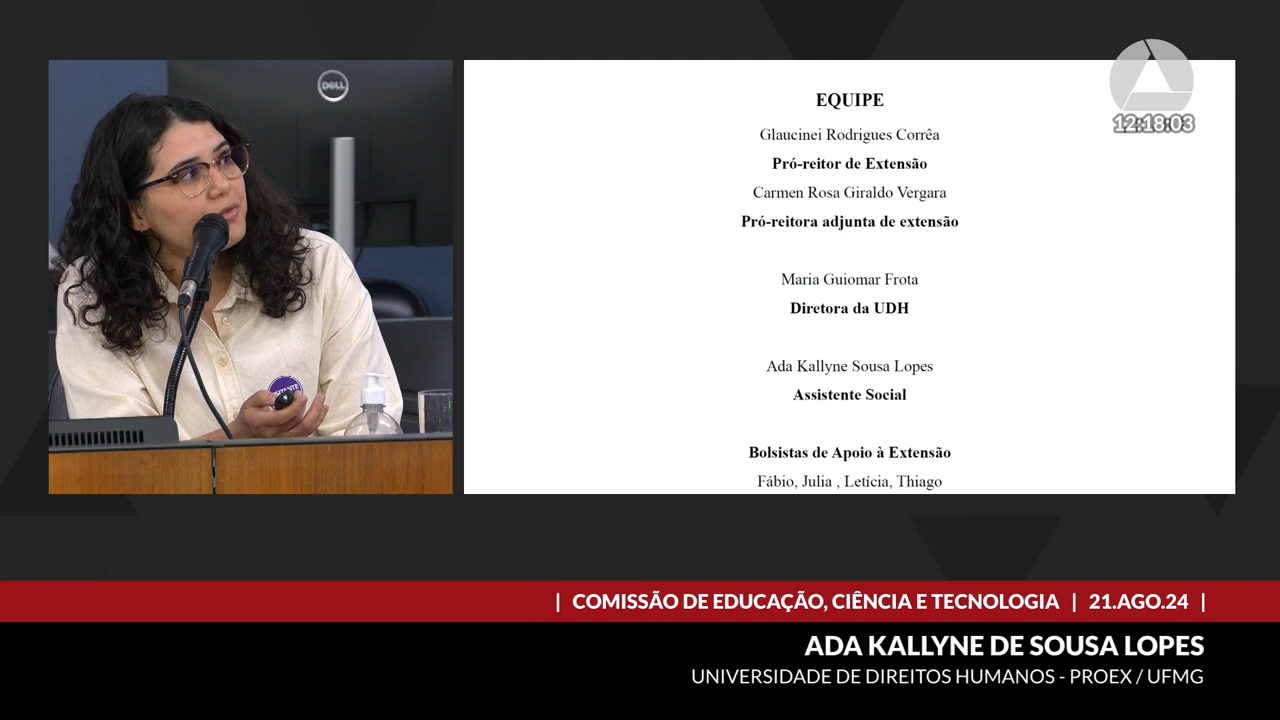 DELL
EQUIPE
12:18:03
Glaucinei Rodrigues Corrêa
Pró-reitor de Extensão
Carmen Rosa Giraldo Vergara
Pró-reitora adjunta de extensão
Maria Guiomar Frota
Diretora da UDH
Ada Kallyne Sousa Lopes
Assistente Social
Bolsistas de Apoio à Extensão
Fábio, Julia , Letícia, Thiago
| COMISSÃO DE EDUCAÇÃO, CIÊNCIA E TECNOLOGIA | 21.AGO.24 |
ADA KALLYNE DE SOUSA LOPES
UNIVERSIDADE DE DIREITOS HUMANOS - PROEX / UFMG